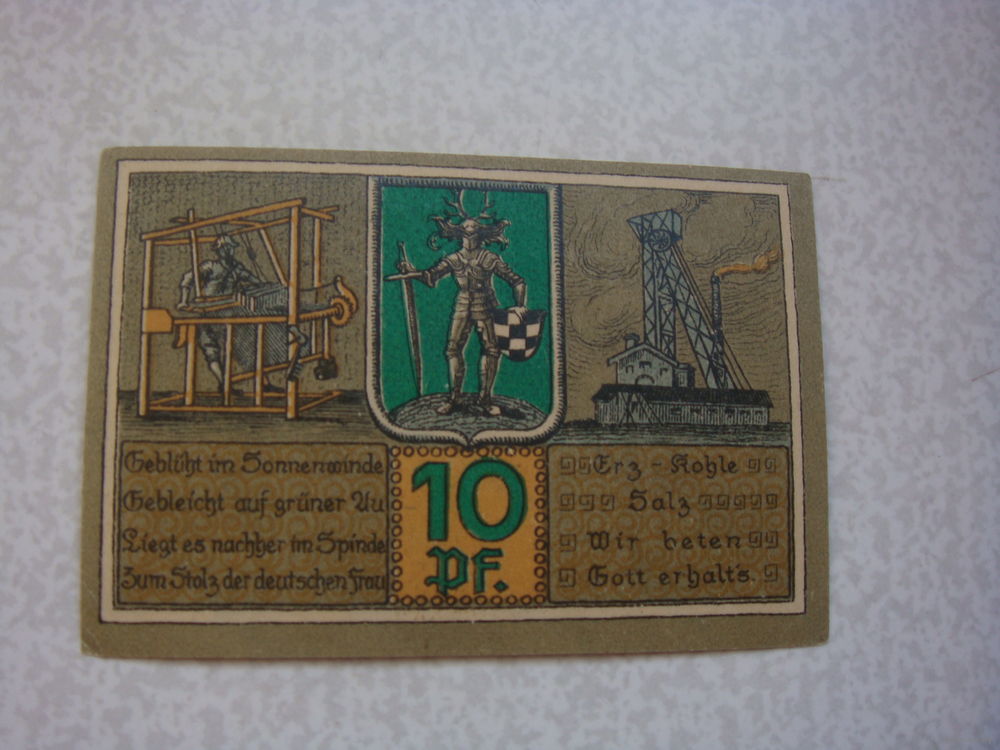 Geblüht im Sonnenwinde
Gebleicht auf grüner Au
Liegt es nachher im Spinde
Zum Stolz der deutschen Frau
10
Pf.
Erz - Kohle
Salz
Wir beten
Gott erhalt's.